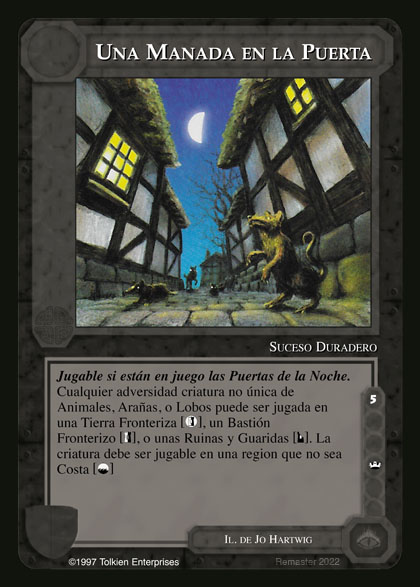 Una Manada en la Puerta
Suceso Duradero
Jugable si están en juego las Puertas de la Noche.
Cualquier adversidad criatura no única de
Animales, Arañas, o Lobos puede ser jugada en
una Tierra Fronteriza [ ], un Bastión
Fronterizo [ ], o unas Ruinas y Guaridas [ ]. La
criatura debe ser jugable en una region que no sea
Costa [ ]
5
Il. de Jo Hartwig
©1997 Tolkien Enterprises
Remaster 2022